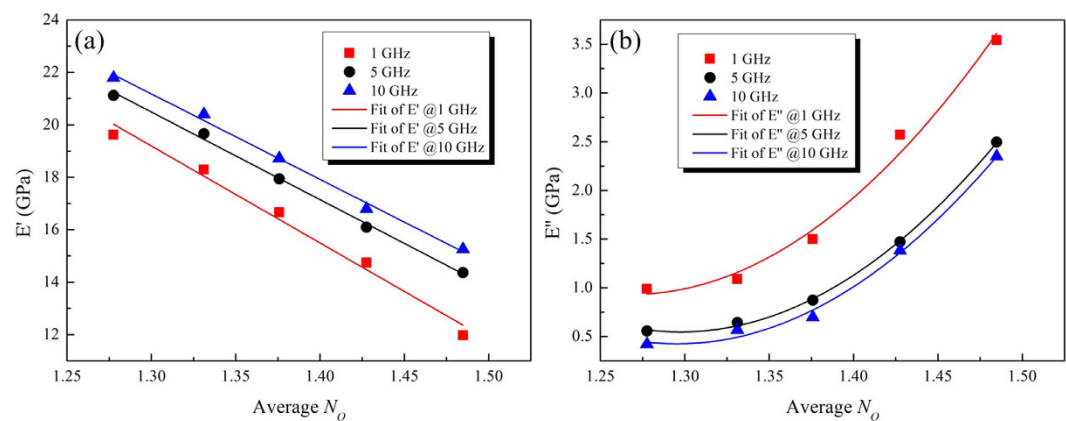 (a)
1 GHz
5 GHz
10 GHz
Fit of E' @1 GHz
Fit of E' @5 GHz
Fit of E' @10 GHz
24
22
20
18
16
14
12
E' (GPa)
1.25 1.30 1.35 1.40 1.45 1.50
Average N_O
(b)
1 GHz
5 GHz
10 GHz
Fit of E" @1 GHz
Fit of E" @5 GHz
Fit of E" @10 GHz
3.5
3.0
2.5
2.0
1.5
1.0
0.5
E" (GPa)
1.25 1.30 1.35 1.40 1.45 1.50
Average N_O